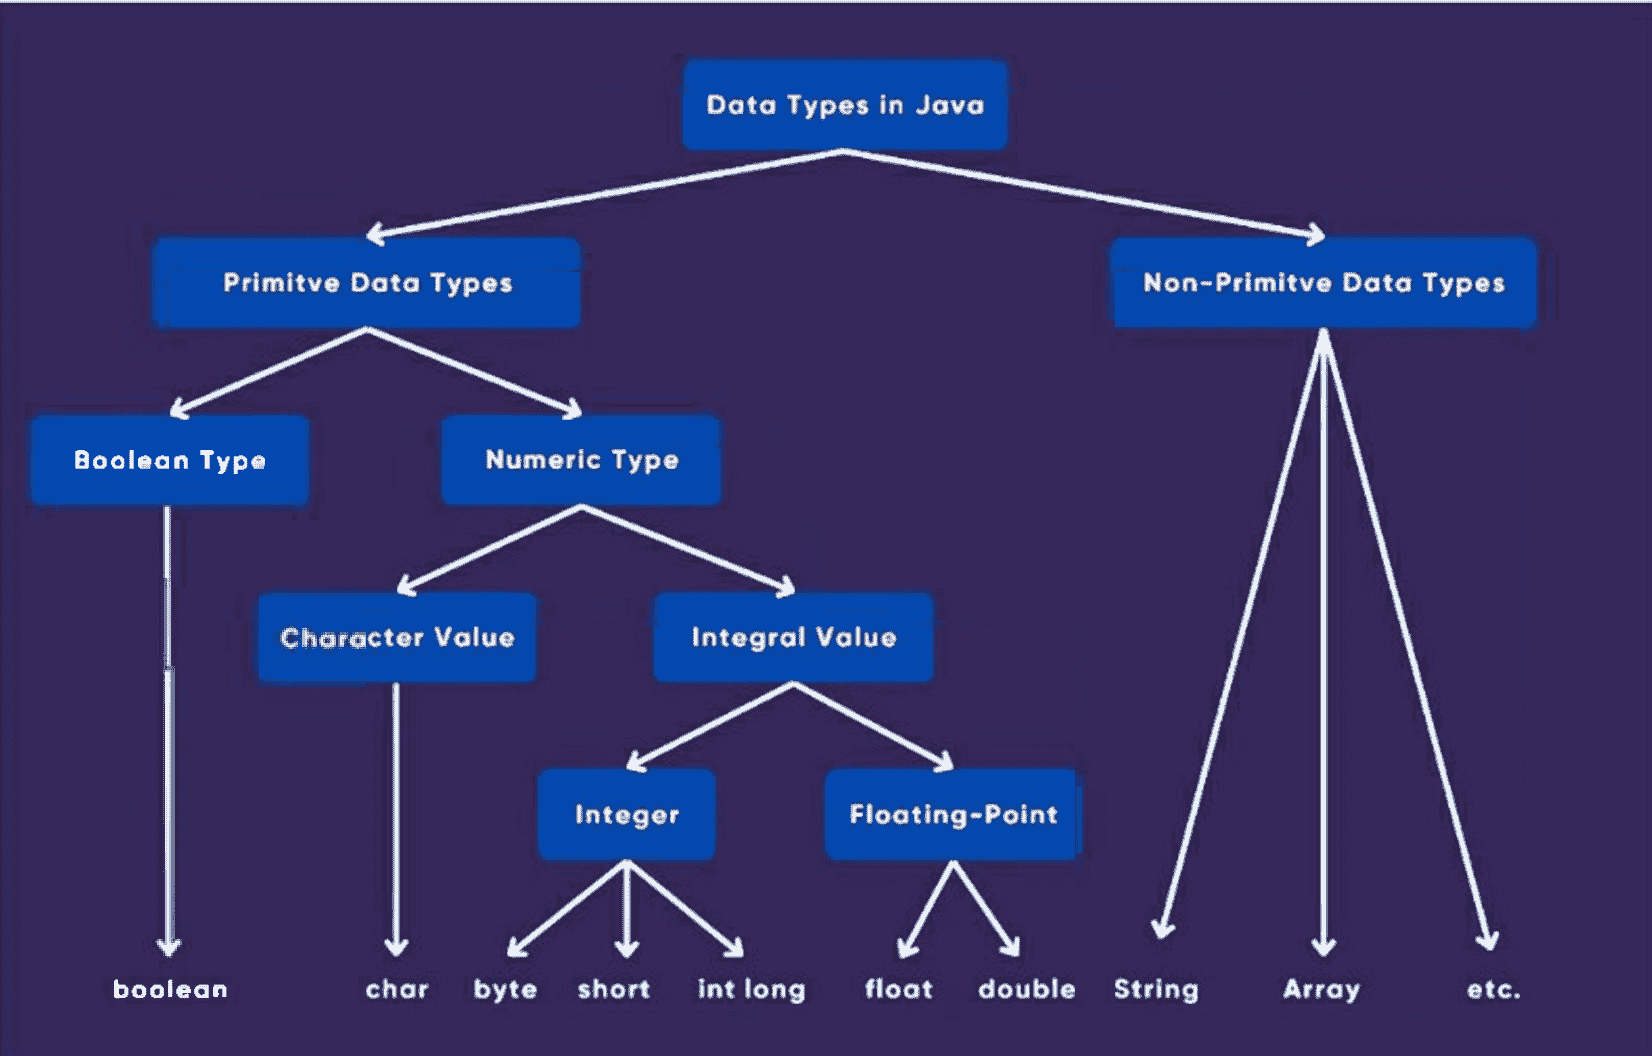 Data Types in Java
Primitve Data Types
Non-Primitve Data Types
Boolean Type
Numeric Type
Character Value
Integral Value
Integer
Floating-Point
boolean
char
byte
short
int long
float
double
String
Array
etc.